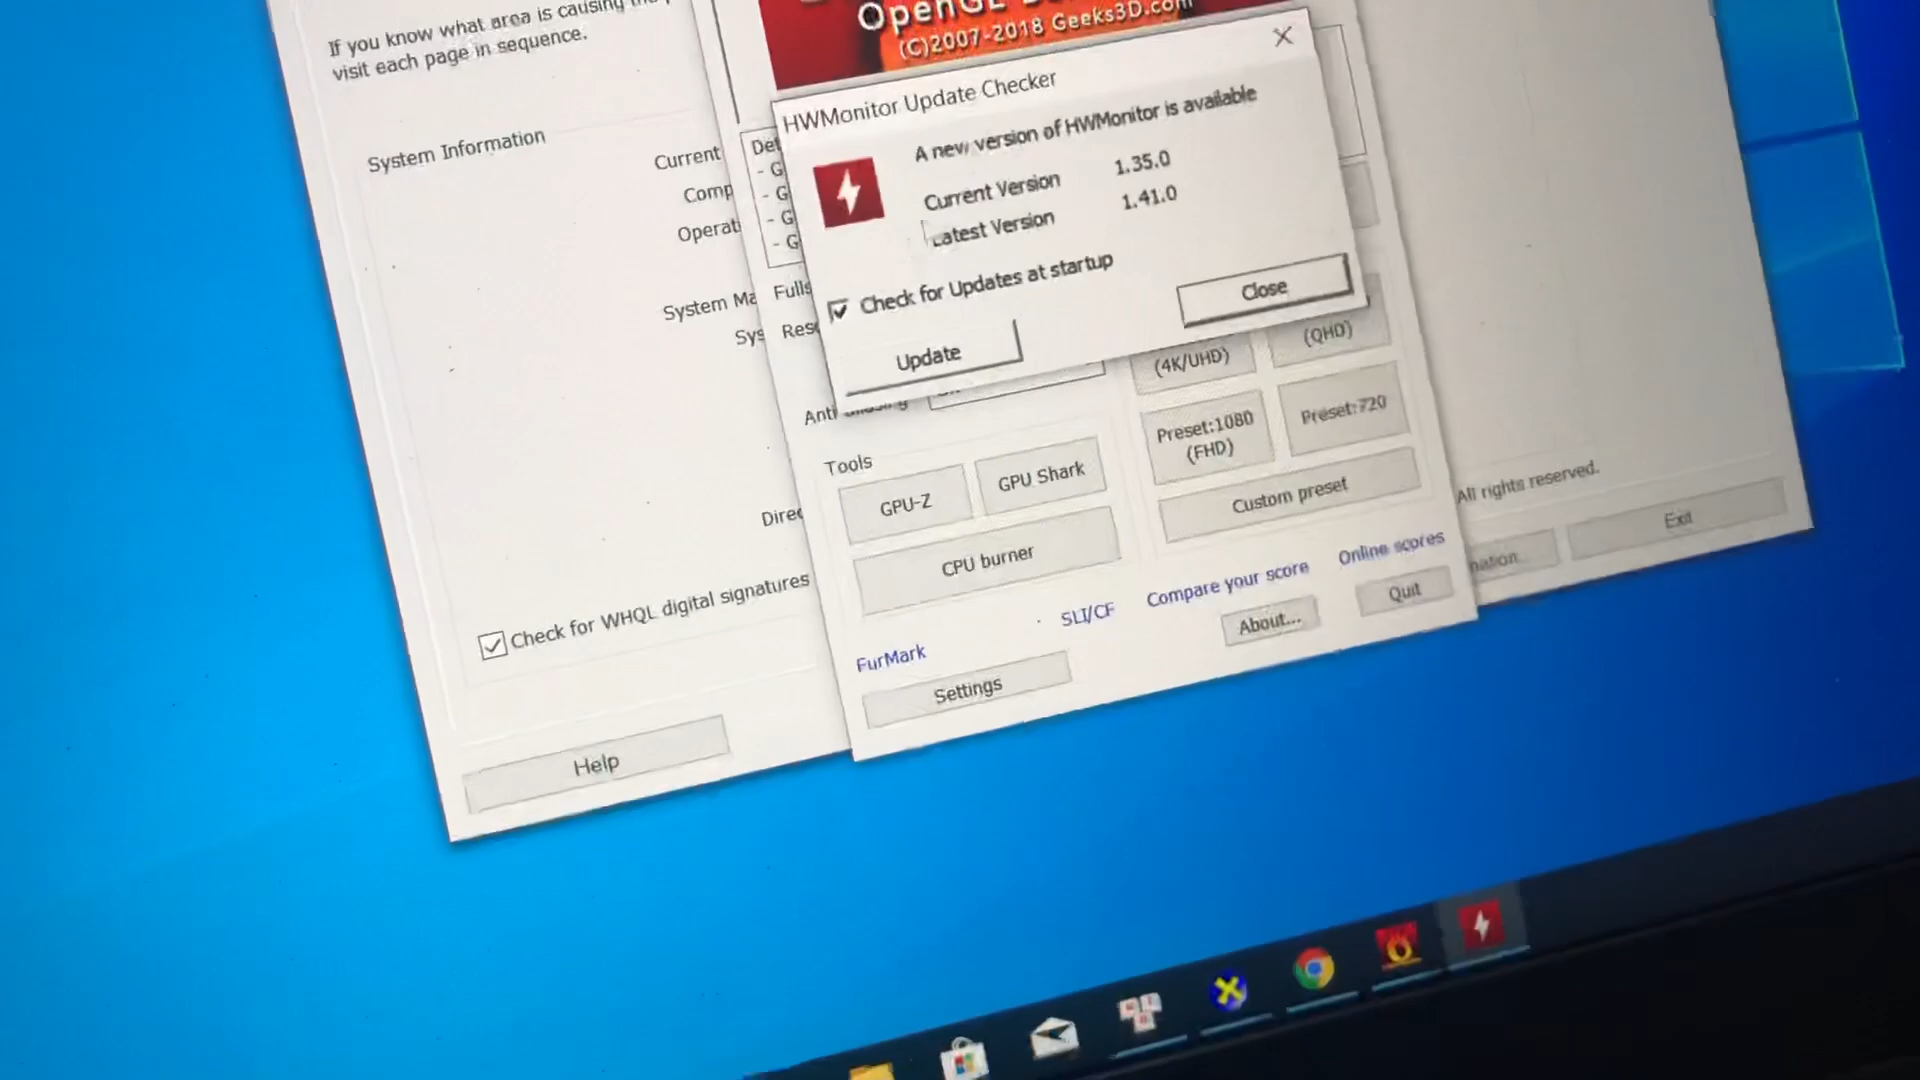 If you know what area is causing the
visit each page in sequence.
System Information
Current
Comp
Operati
System Ma
Sys
Direc
Check for WHQL digital signatures
Help
OpenGL
(C)2007-2018 Geeks3D.com
HWMonitor Update Checker
A new version of HWMonitor is available
Current Version 1.35.0
Latest Version 1.41.0
Check for Updates at startup
Close
Update
Det
- G
- G
- G
- G
Fulls
Reso
Anti
(4K/UHD)
(QHD)
Preset:1080
(FHD)
Preset:720
Custom preset
Tools
GPU-Z
GPU Shark
CPU burner
FurMark
SLI/CF
Compare your score
Online scores
Settings
About...
Quit
All rights reserved.
mation...
Exit